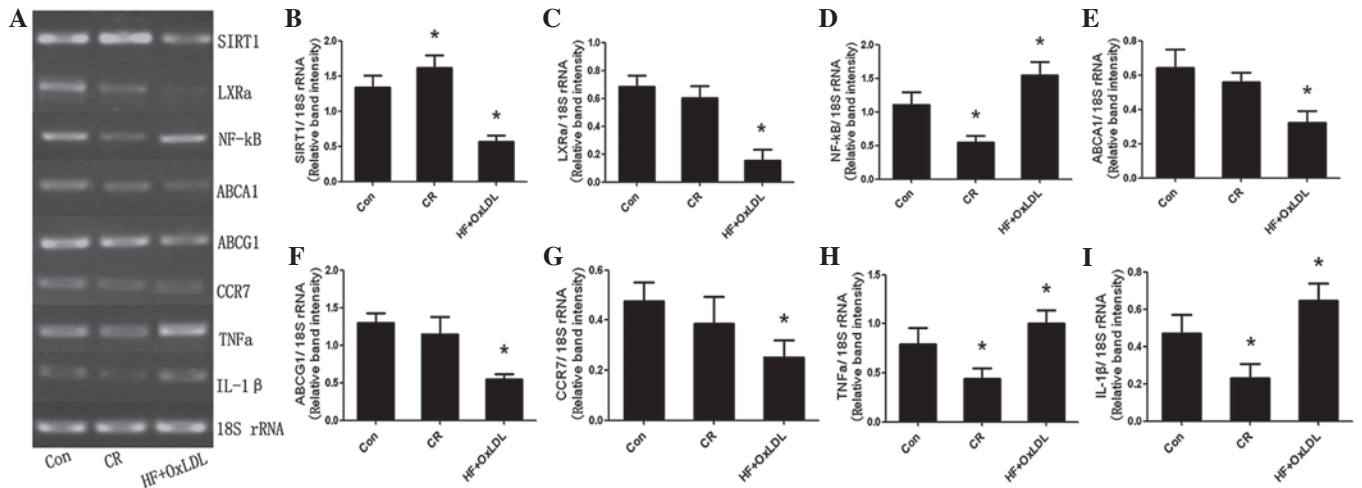 A
SIRT1
LXRa
NF-kB
ABCA1
ABCG1
CCR7
TNFa
IL-1β
18S rRNA
Con CR HF+OxLDL
B
SIRT1/ 18S rRNA
(Relative band intensity)
2.0
1.5
1.0
0.5
0.0
*
*
Con CR HF+OxLDL
C
LXRa/ 18S rRNA
(Relative band intensity)
1.0
0.8
0.6
0.4
0.2
0.0
*
Con CR HF+OxLDL
D
NF-kB/ 18S rRNA
(Relative band intensity)
2.0
1.5
1.0
0.5
0.0
*
*
Con CR HF+OxLDL
E
ABCA1/ 18S rRNA
(Relative band intensity)
0.8
0.6
0.4
0.2
0.0
*
Con CR HF+OxLDL
F
ABCG1/ 18S rRNA
(Relative band intensity)
2.0
1.5
1.0
0.5
0.0
*
Con CR HF+OxLDL
G
CCR7/ 18S rRNA
(Relative band intensity)
0.6
0.4
0.2
0.0
*
Con CR HF+OxLDL
H
TNFa/ 18S rRNA
(Relative band intensity)
1.5
1.0
0.5
0.0
*
*
Con CR HF+OxLDL
I
IL-1β/ 18S rRNA
(Relative band intensity)
0.8
0.6
0.4
0.2
0.0
*
*
Con CR HF+OxLDL